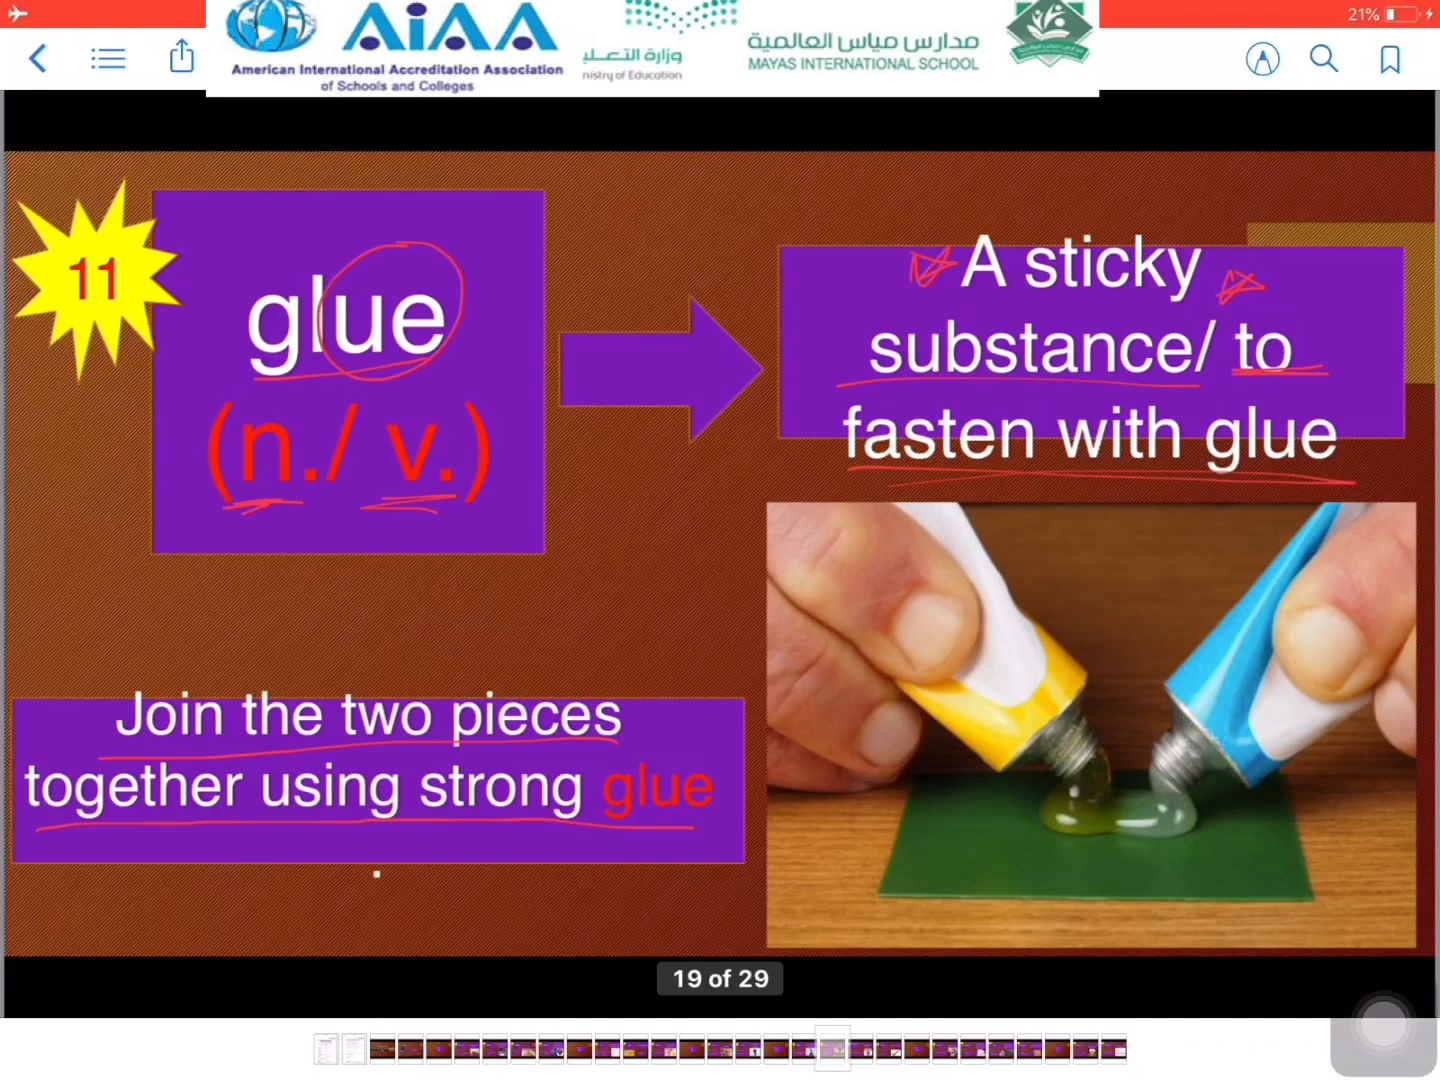 21%
AiAA
American International Accreditation Association
of Schools and Colleges
وزارة التعليـ
nistry of Education
مدارس مياس العالمية
MAYAS INTERNATIONAL SCHOOL
11
glue
(n./ v.)
A sticky
substance/ to
fasten with glue
Join the two pieces
together using strong glue
.
19 of 29